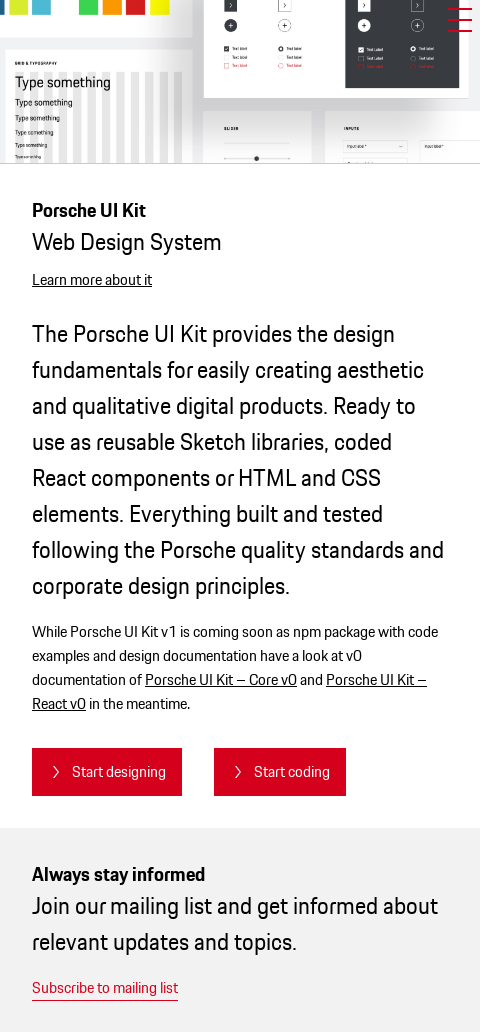 GRID & TYPOGRAPHY
Type something
Type something
Type something
Type something
Type something
Type something
Text label
Text label
Text label
Text label
Text label
Text label
Text label
Text label
Text label
Text label
Text label
Text label
SLIDER
INPUTS
Input label *
Input label *
Porsche UI Kit
Web Design System
Learn more about it
The Porsche UI Kit provides the design
fundamentals for easily creating aesthetic
and qualitative digital products. Ready to
use as reusable Sketch libraries, coded
React components or HTML and CSS
elements. Everything built and tested
following the Porsche quality standards and
corporate design principles.
While Porsche UI Kit v1 is coming soon as npm package with code
examples and design documentation have a look at v0
documentation of Porsche UI Kit – Core v0 and Porsche UI Kit –
React v0 in the meantime.
Start designing
Start coding
Always stay informed
Join our mailing list and get informed about
relevant updates and topics.
Subscribe to mailing list